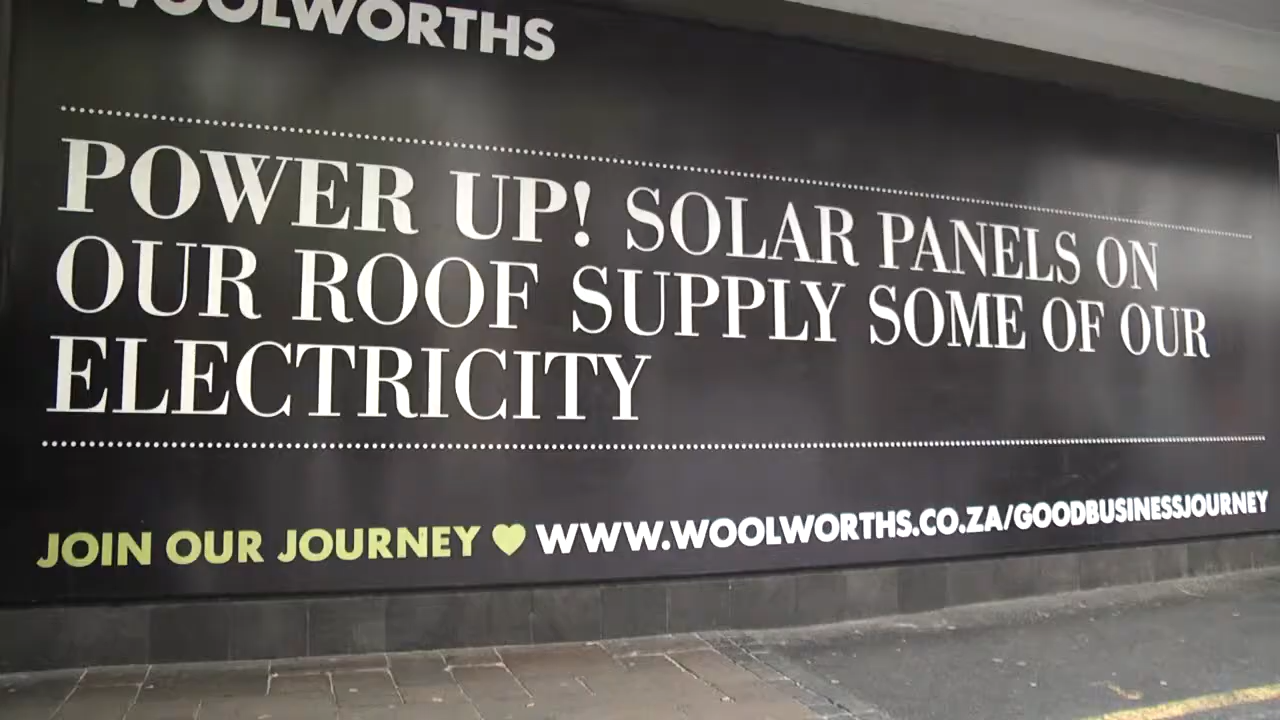 WOOLWORTHS
POWER UP! SOLAR PANELS ON
OUR ROOF SUPPLY SOME OF OUR
ELECTRICITY
JOIN OUR JOURNEY ♥ WWW.WOOLWORTHS.CO.ZA/GOODBUSINESSJOURNEY